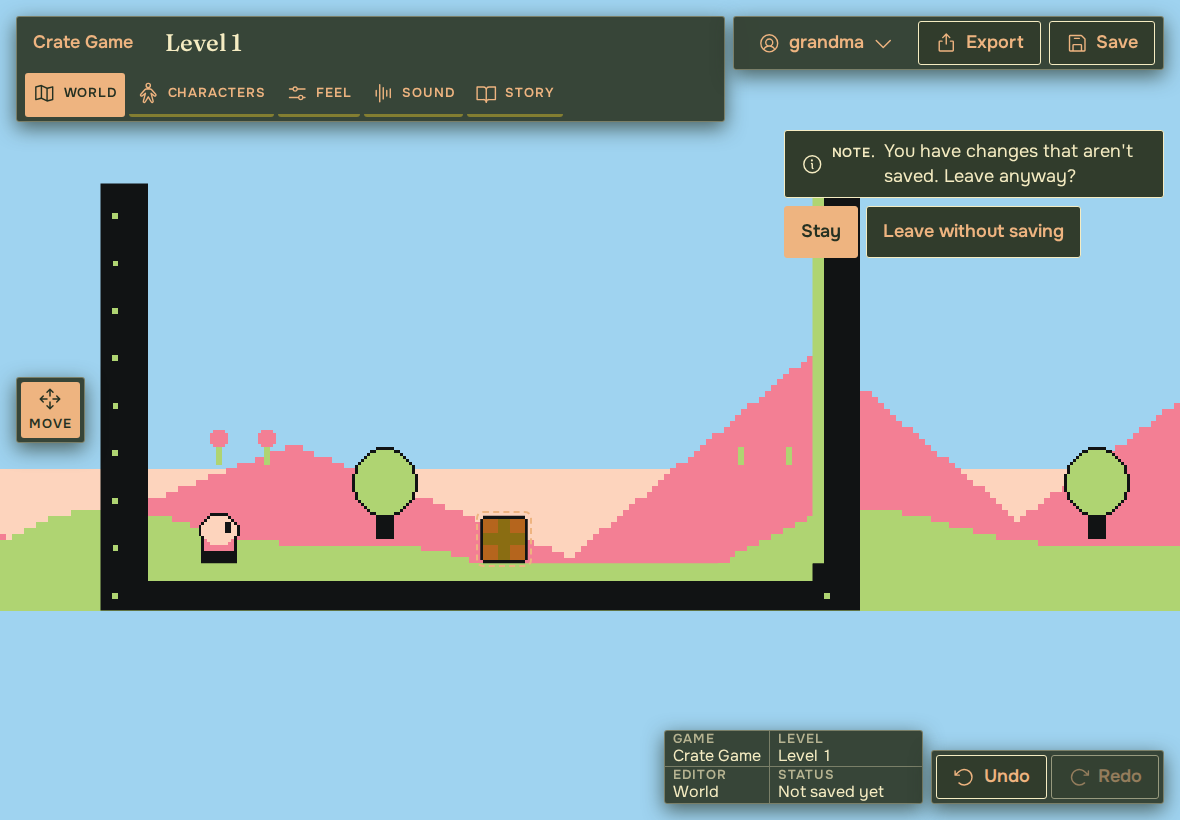 Crate Game
Level 1
grandma
Export
Save
WORLD
CHARACTERS
FEEL
SOUND
STORY
NOTE. You have changes that aren't
saved. Leave anyway?
Stay
Leave without saving
MOVE
GAME
Crate Game
LEVEL
Level 1
EDITOR
World
STATUS
Not saved yet
Undo
Redo